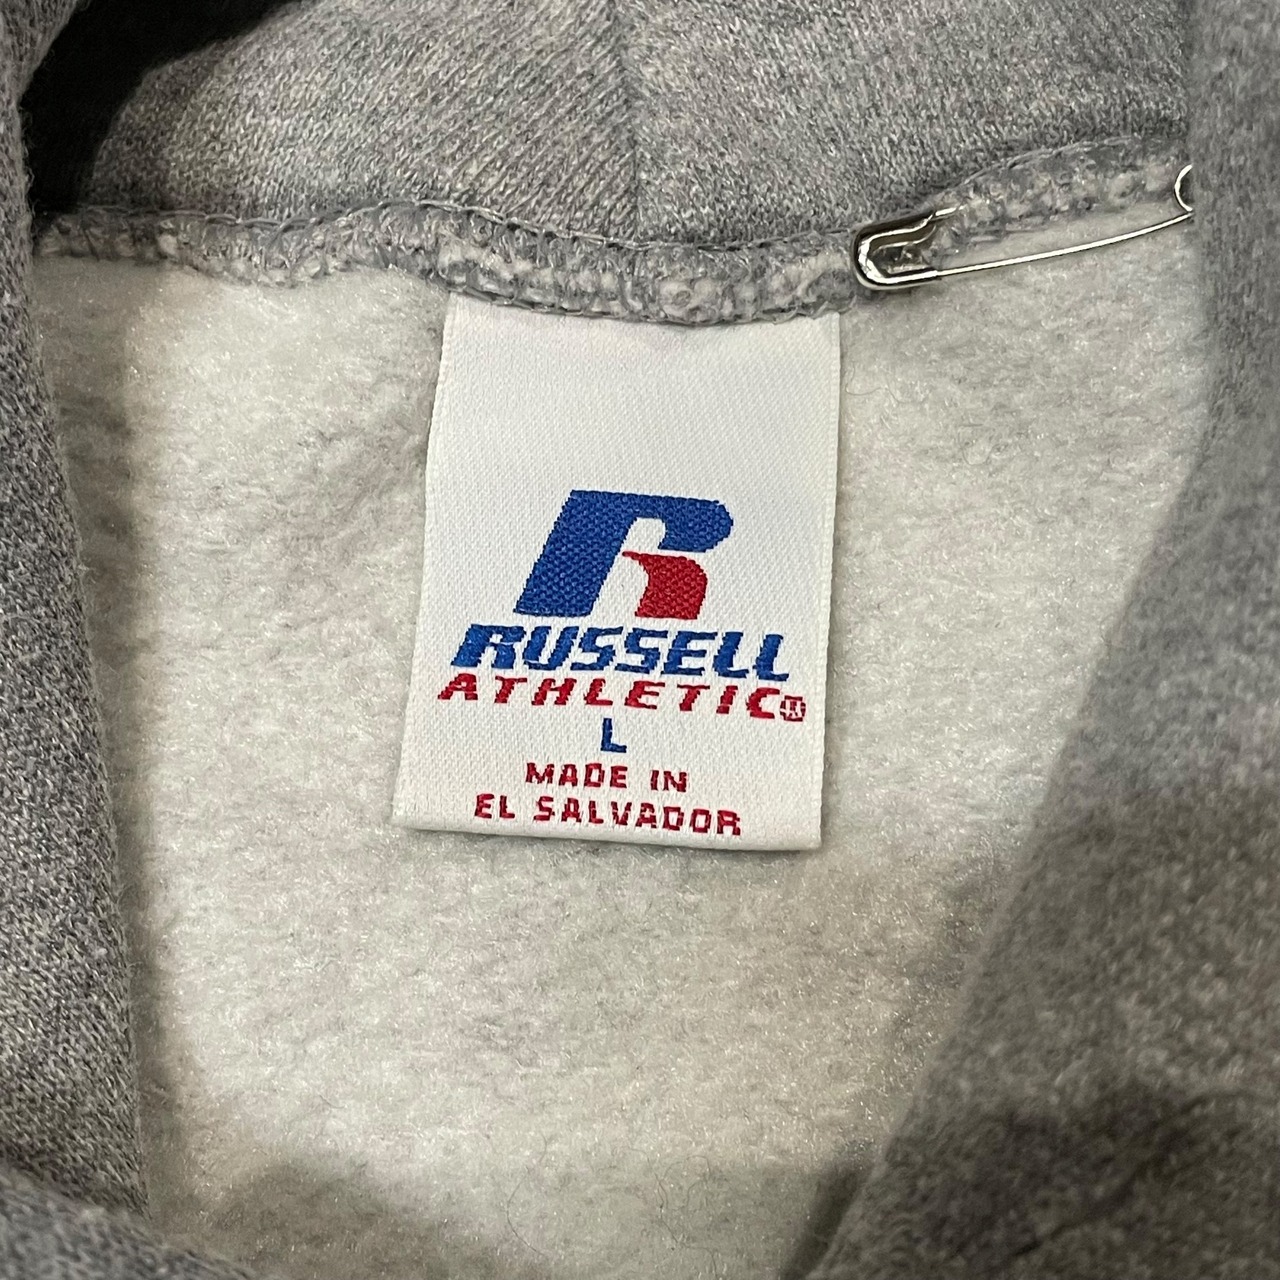 R
RUSSELL
ATHLETIC®
L
MADE IN
EL SALVADOR